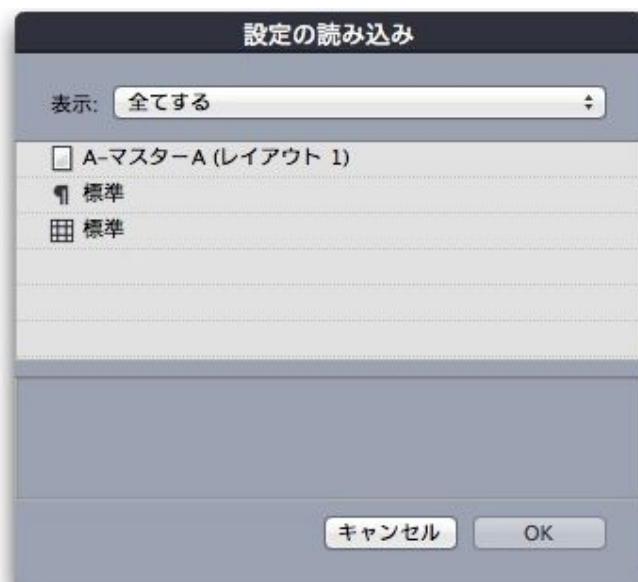 設定の読み込み
表示: 全てする
A-マスターA (レイアウト 1)
¶ 標準
標準
キャンセル OK